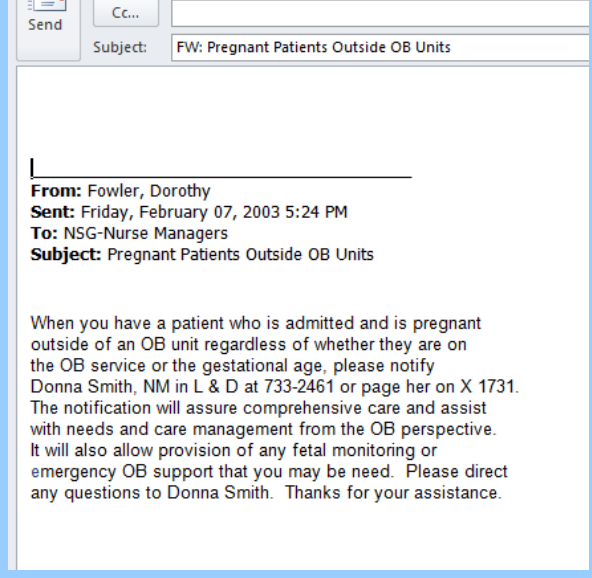 Send
Cc...
Subject: FW: Pregnant Patients Outside OB Units
From: Fowler, Dorothy
Sent: Friday, February 07, 2003 5:24 PM
To: NSG-Nurse Managers
Subject: Pregnant Patients Outside OB Units
When you have a patient who is admitted and is pregnant
outside of an OB unit regardless of whether they are on
the OB service or the gestational age, please notify
Donna Smith, NM in L & D at 733-2461 or page her on X 1731.
The notification will assure comprehensive care and assist
with needs and care management from the OB perspective.
It will also allow provision of any fetal monitoring or
emergency OB support that you may be need.  Please direct
any questions to Donna Smith.  Thanks for your assistance.